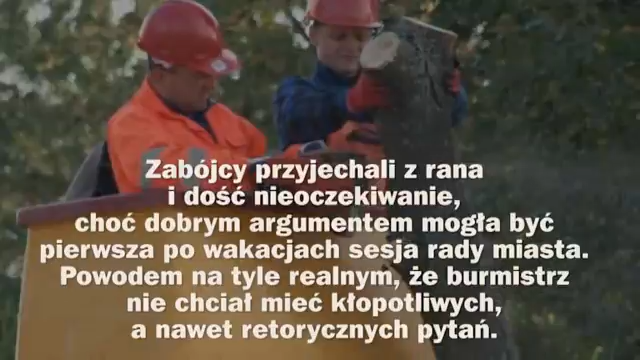 Zabójcy przyjechali z rana
i dość nieoczekiwanie,
choć dobrym argumentem mogła być
pierwsza po wakacjach sesja rady miasta.
Powodem na tyle realnym, że burmistrz
nie chciał mieć kłopotliwych,
a nawet retorycznych pytań.